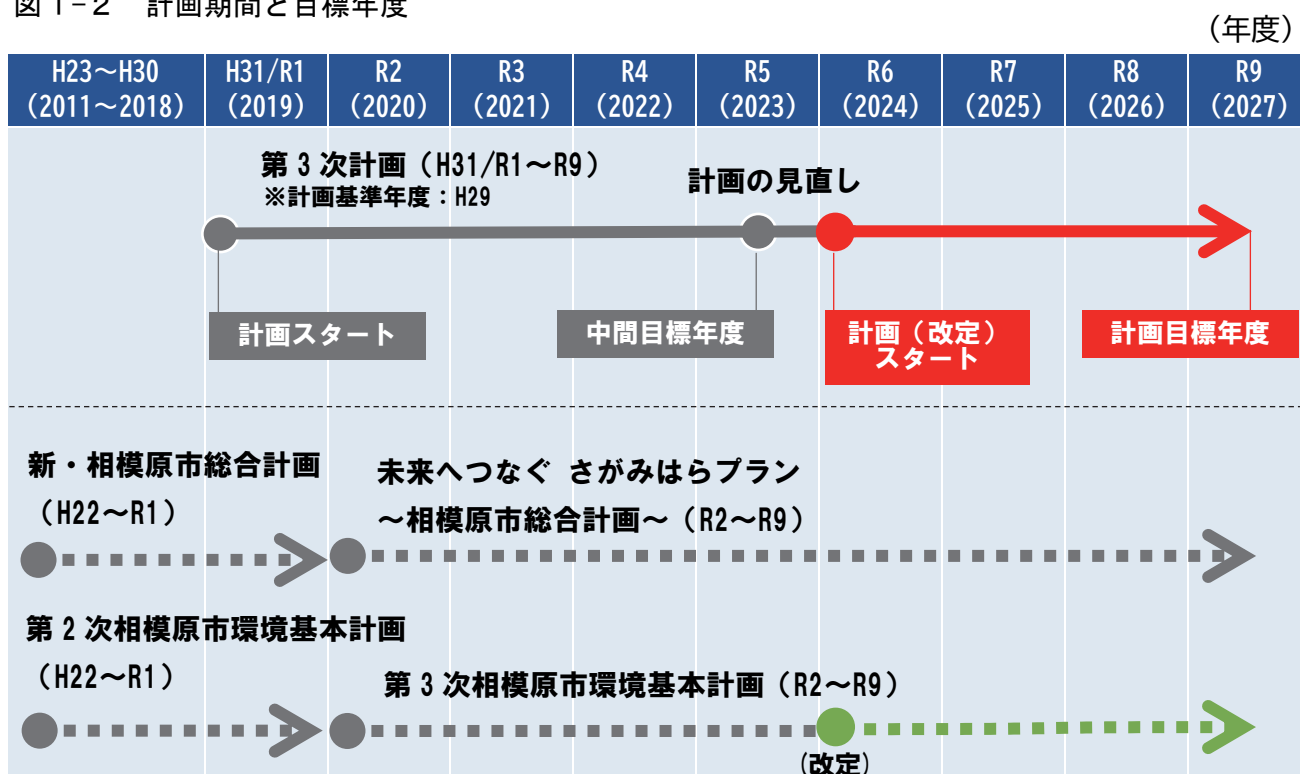 図1-2 計画期間と目標年度
（年度）
H23～H30 H31/R1 R2 R3 R4 R5 R6 R7 R8 R9
（2011～2018） （2019） （2020） （2021） （2022） （2023） （2024） （2025） （2026） （2027）
第3次計画（H31/R1～R9）
※計画基準年度：H29
計画の見直し
計画スタート
中間目標年度
計画（改定）
スタート
計画目標年度
新・相模原市総合計画
（H22～R1）
未来へつなぐ さがみはらプラン
～相模原市総合計画～（R2～R9）
第2次相模原市環境基本計画
（H22～R1）
第3次相模原市環境基本計画（R2～R9）
（改定）